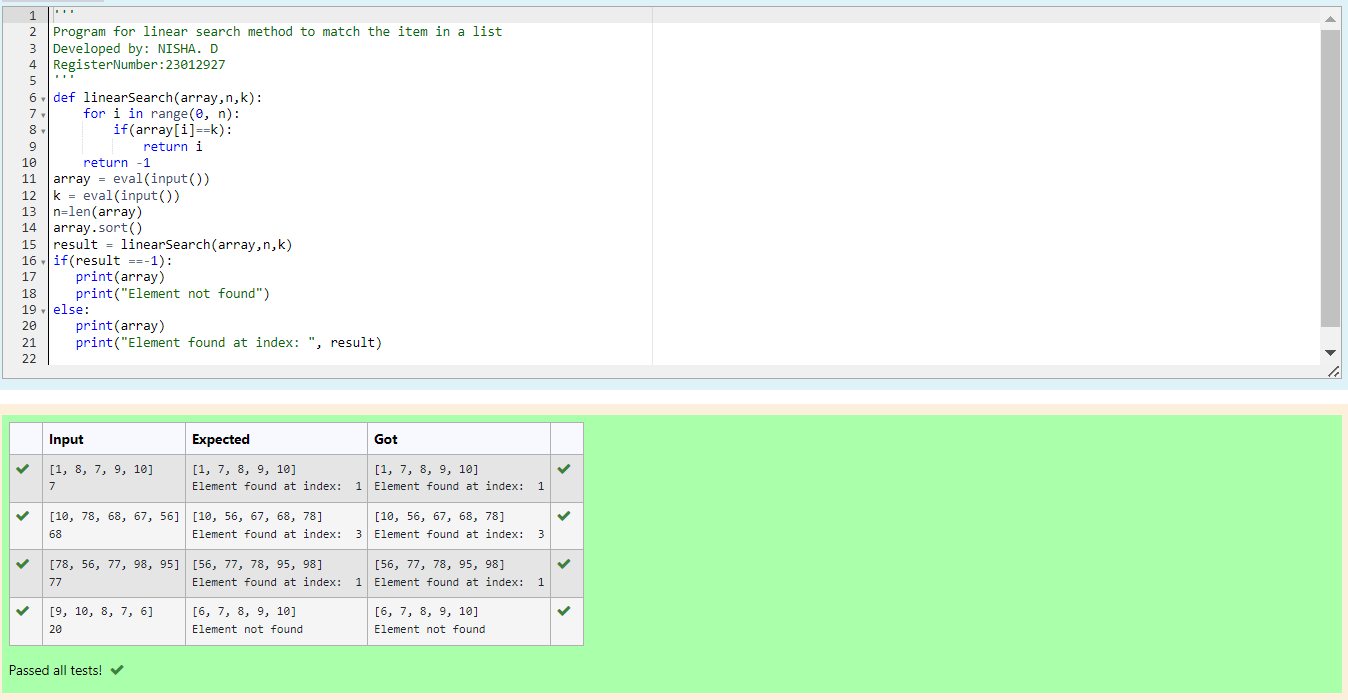 1 '''
2 Program for linear search method to match the item in a list
3 Developed by: NISHA. D
4 RegisterNumber:23012927
5 '''
6 def linearSearch(array,n,k):
7     for i in range(0, n):
8         if(array[i]==k):
9             return i
10     return -1
11 array = eval(input())
12 k = eval(input())
13 n=len(array)
14 array.sort()
15 result = linearSearch(array,n,k)
16 if(result ==-1):
17    print(array)
18    print("Element not found")
19 else:
20    print(array)
21    print("Element found at index: ", result)
22
Input Expected Got
[1, 8, 7, 9, 10] [1, 7, 8, 9, 10] [1, 7, 8, 9, 10]
7 Element found at index:  1 Element found at index:  1
[10, 78, 68, 67, 56] [10, 56, 67, 68, 78] [10, 56, 67, 68, 78]
68 Element found at index:  3 Element found at index:  3
[78, 56, 77, 98, 95] [56, 77, 78, 95, 98] [56, 77, 78, 95, 98]
77 Element found at index:  1 Element found at index:  1
[9, 10, 8, 7, 6] [6, 7, 8, 9, 10] [6, 7, 8, 9, 10]
20 Element not found Element not found
Passed all tests!